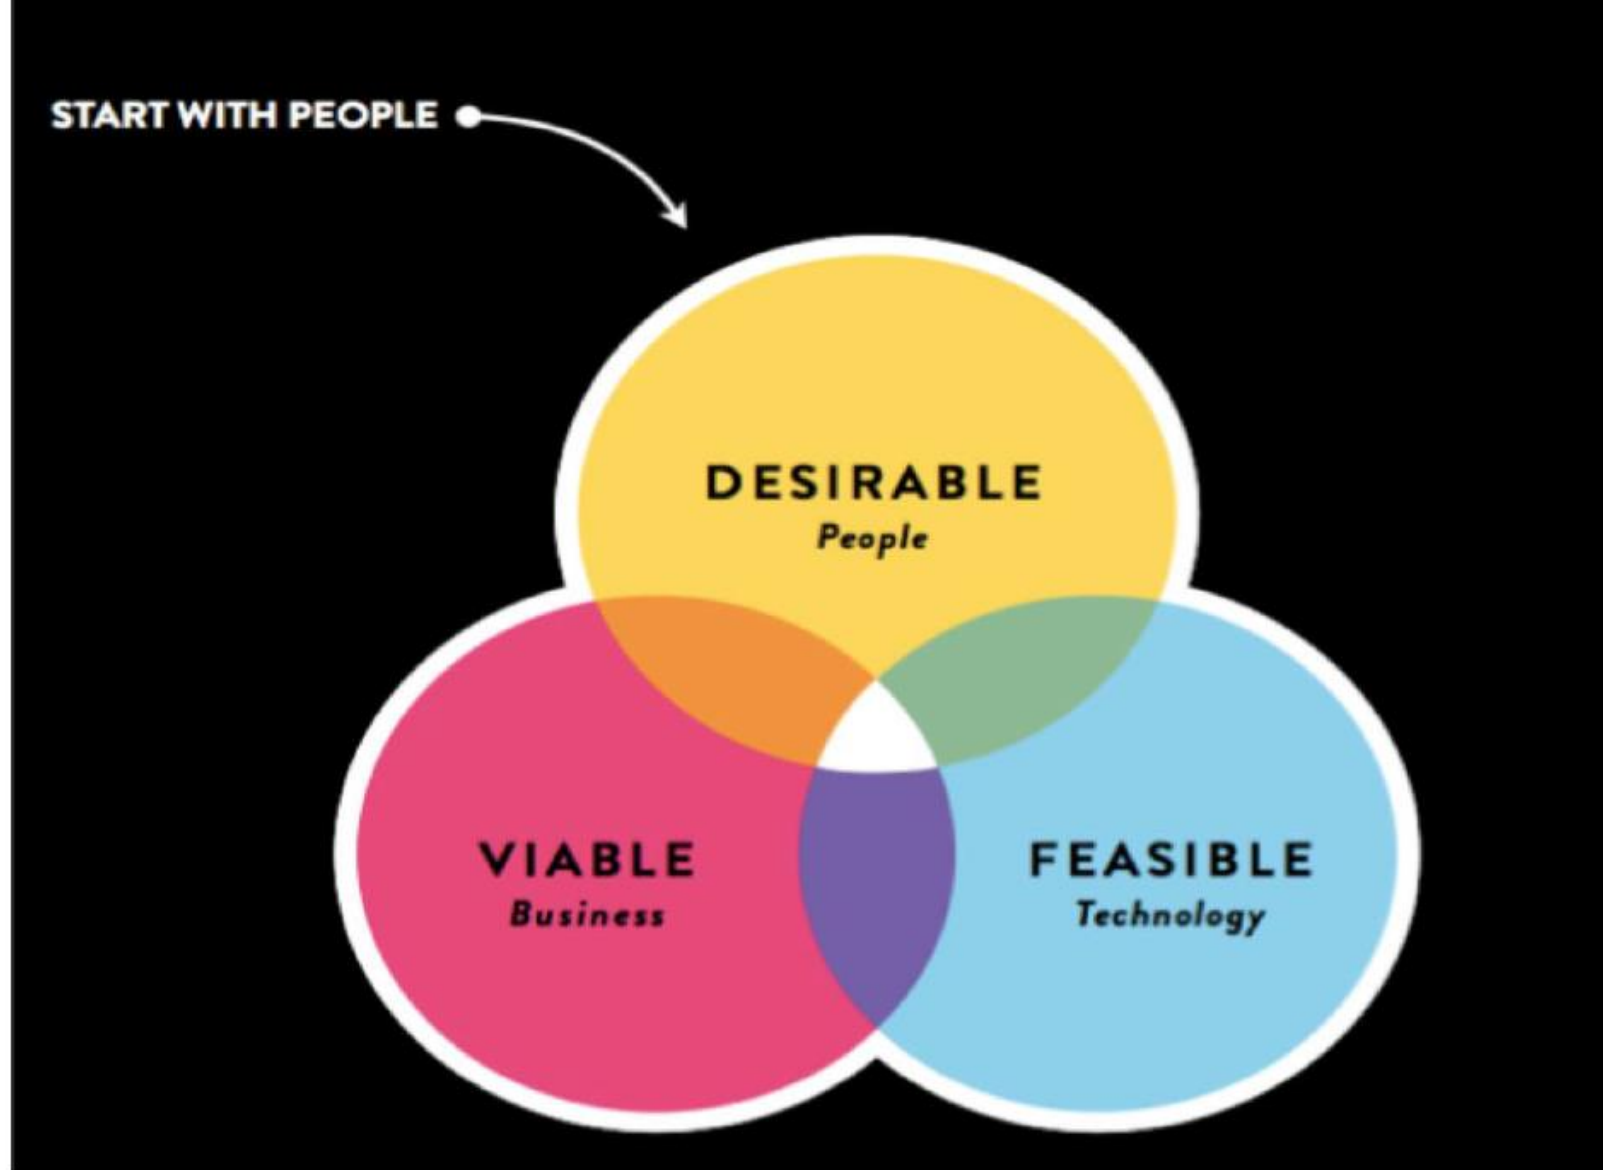 START WITH PEOPLE
DESIRABLE
People
VIABLE
Business
FEASIBLE
Technology